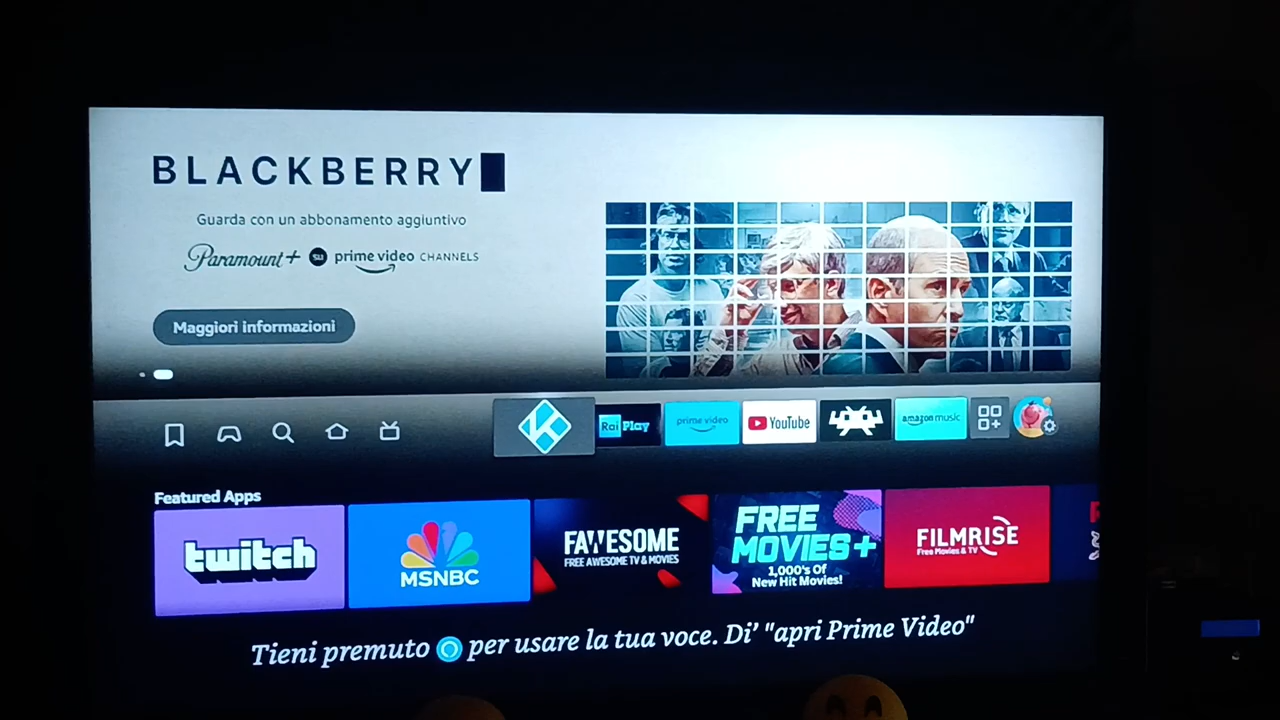 BLACKBERRY
Guarda con un abbonamento aggiuntivo
Paramount+ su prime video CHANNELS
Maggiori informazioni
Rai Play prime video YouTube amazon music
Featured Apps
twitch
MSNBC
FAWESOME
FREE AWESOME TV & MOVIES
FREE
MOVIES+
1,000's Of
New Hit Movies!
FILMRISE
Free Movies & TV
Tieni premuto per usare la tua voce. Di' "apri Prime Video"